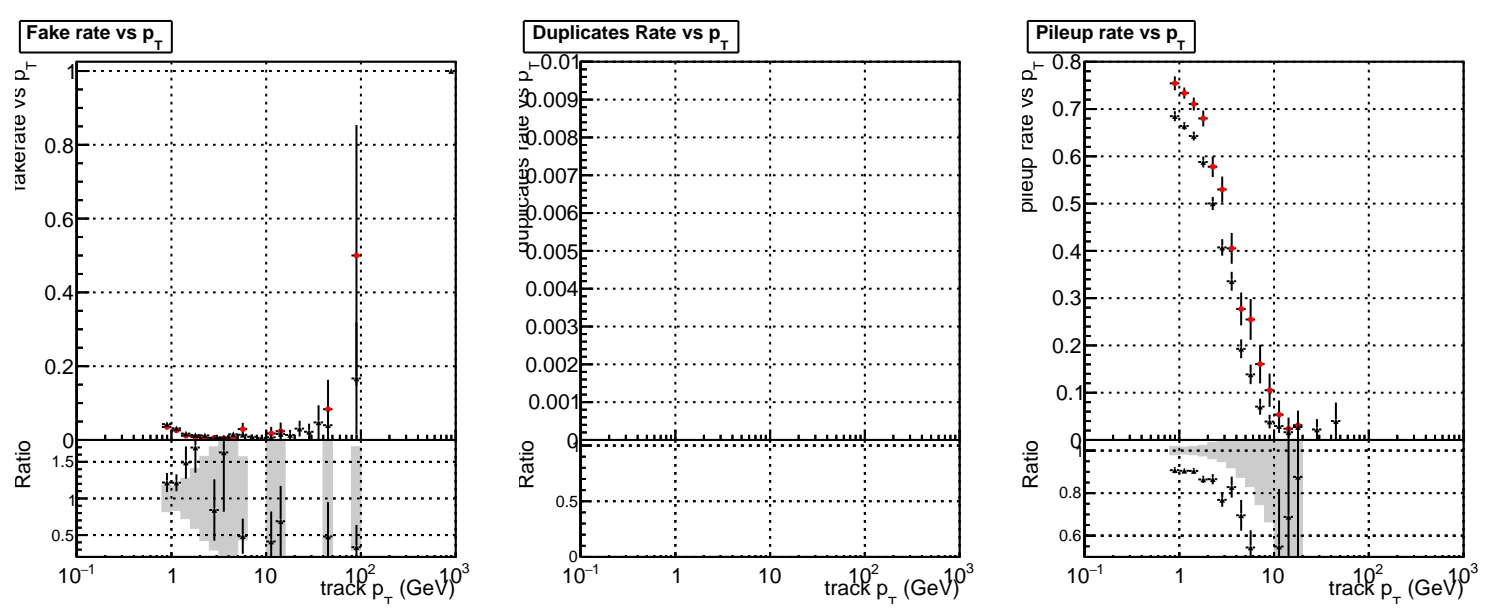 Fake rate vs p_T
fakerate vs p_T
1
0.8
0.6
0.4
0.2
0
Ratio
1.5
1
0.5
10^−1 1 10 10^2 10^3
track p_T (GeV)
Duplicates Rate vs p_T
duplicates rate vs p_T
0.01
0.009
0.008
0.007
0.006
0.005
0.004
0.003
0.002
0.001
0
Ratio
1
0.5
0
10^−1 1 10 10^2 10^3
track p_T (GeV)
Pileup rate vs p_T
pileup rate vs p_T
0.8
0.7
0.6
0.5
0.4
0.3
0.2
0.1
0
Ratio
1
0.8
0.6
10^−1 1 10 10^2 10^3
track p_T (GeV)